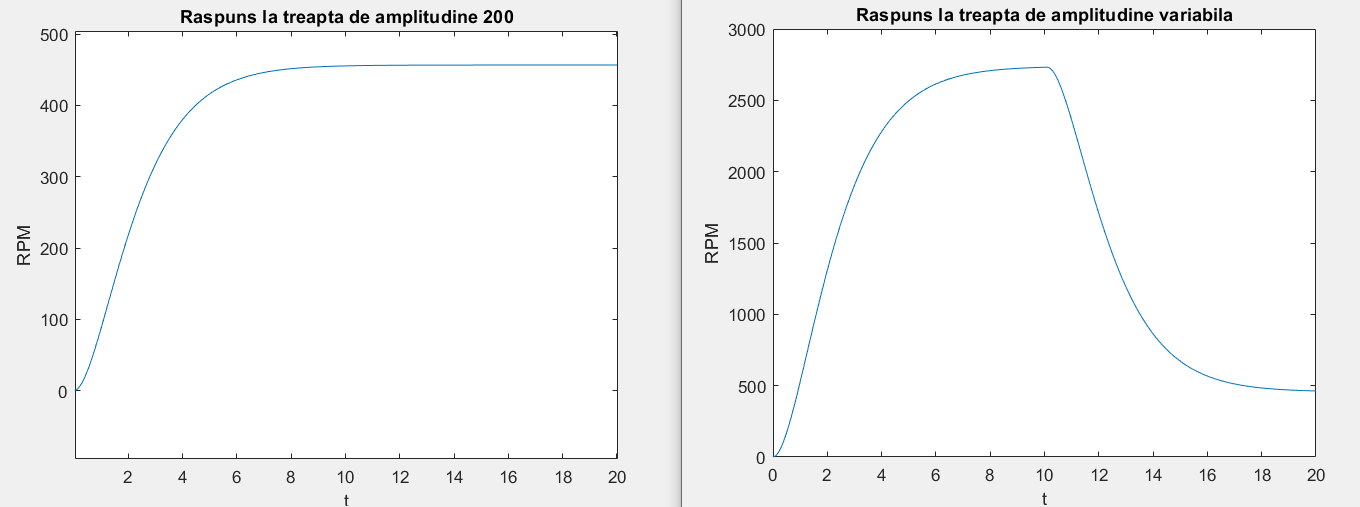 Raspuns la treapta de amplitudine 200
500
400
300
200
100
0
RPM
2 4 6 8 10 12 14 16 18 20
t
Raspuns la treapta de amplitudine variabila
3000
2500
2000
1500
1000
500
0
RPM
0 2 4 6 8 10 12 14 16 18 20
t